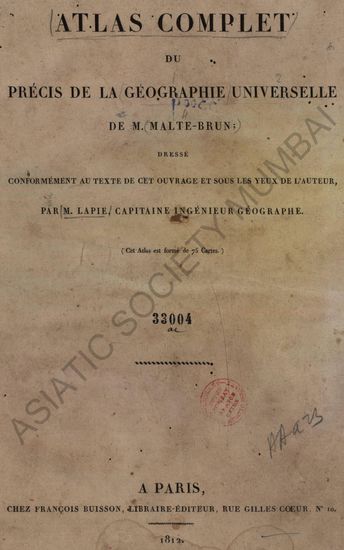 ATLAS COMPLET
DU
PRÉCIS DE LA GÉOGRAPHIE UNIVERSELLE
DE M. MALTE-BRUN;
DRESSÉ
CONFORMÉMENT AU TEXTE DE CET OUVRAGE ET SOUS LES YEUX DE L'AUTEUR,
PAR M. LAPIE, CAPITAINE INGÉNIEUR GÉOGRAPHE.
( Cet Atlas est formé de 75 Cartes. )
33004
ASIATIC SOCIETY MUMBAI
A PARIS,
CHEZ FRANÇOIS BUISSON, LIBRAIRE-ÉDITEUR, RUE GILLES-CŒUR, Nº 10.
1812.